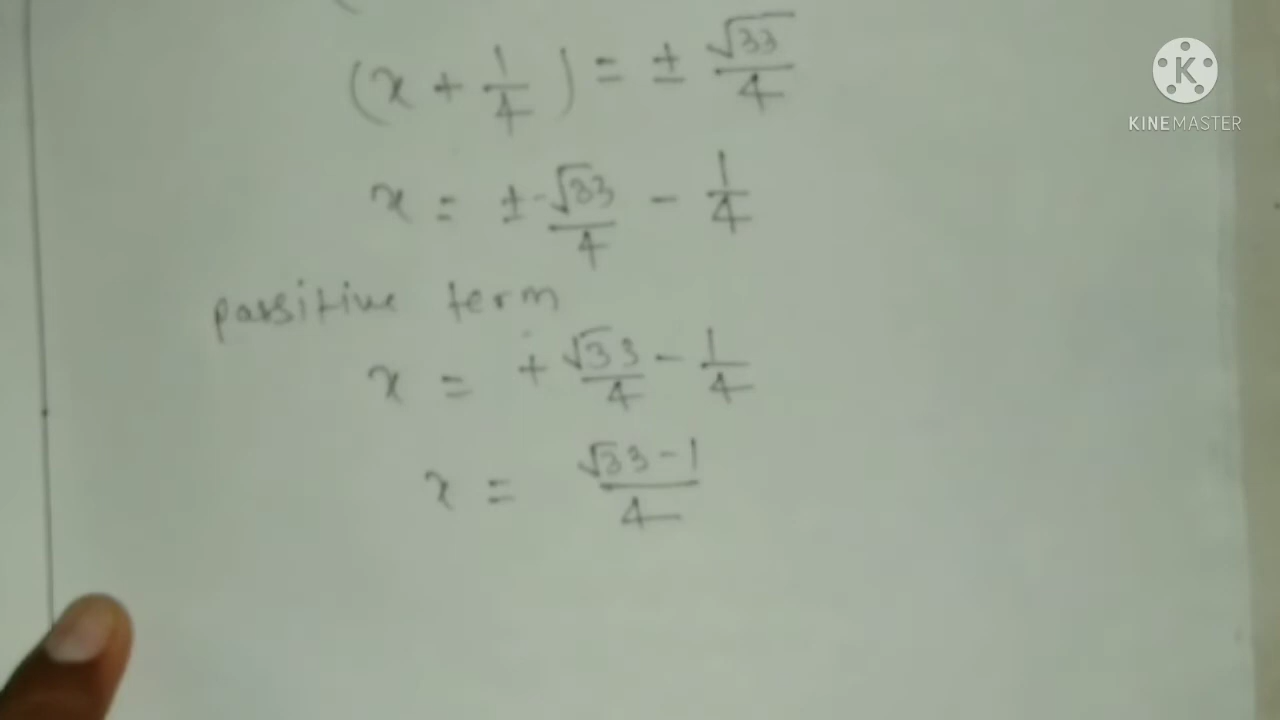 (x + 1/4) = ± √33/4
K
KINEMASTER
x = ± √33/4 - 1/4
passitive term
x = + √33/4 - 1/4
x = √33-1/4